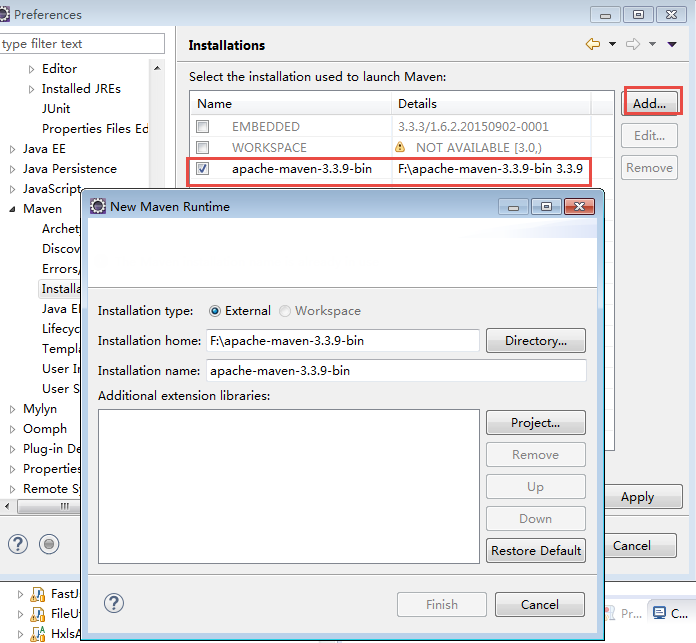 Preferences
type filter text
Editor
Installed JREs
JUnit
Properties Files Ed
Java EE
Java Persistence
JavaScript
Maven
Archet
Discov
Errors/
Installa
Java EI
Lifecyc
Templa
User In
User S
Mylyn
Oomph
Plug-in De
Properties
Remote Sy
Installations
Select the installation used to launch Maven:
Name Details
EMBEDDED 3.3.3/1.6.2.20150902-0001
WORKSPACE NOT AVAILABLE [3.0,)
apache-maven-3.3.9-bin F:\apache-maven-3.3.9-bin 3.3.9
Add...
Edit...
Remove
New Maven Runtime
Installation type: External Workspace
Installation home: F:\apache-maven-3.3.9-bin Directory...
Installation name: apache-maven-3.3.9-bin
Additional extension libraries:
Project...
Remove
Up
Down
Restore Default
Finish Cancel
Apply
Cancel
FastJ
FileUt
HxlsA
Pr... C...